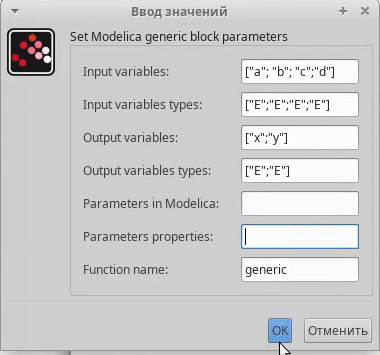 Ввод значений
Set Modelica generic block parameters
Input variables: ["a"; "b"; "c";"d"]
Input variables types: ["E";"E";"E";"E"]
Output variables: ["x";"y"]
Output variables types: ["E";"E"]
Parameters in Modelica:
Parameters properties:
Function name: generic
OK Отменить